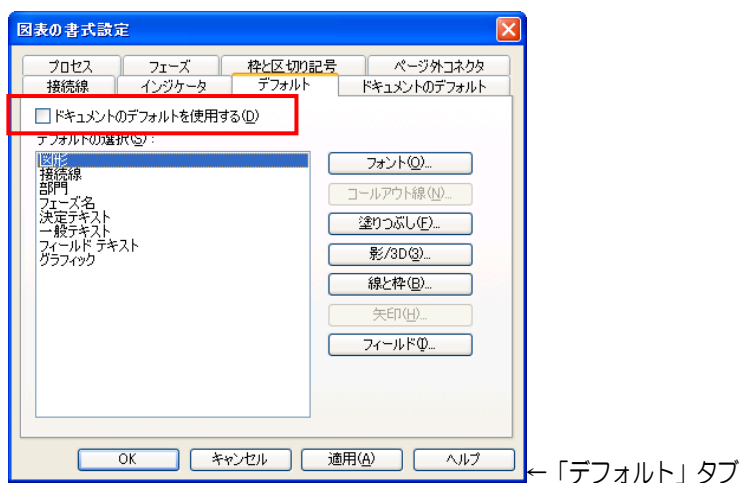 図表の書式設定
プロセス フェーズ 枠と区切り記号 ページ外コネクタ
接続線 インジケータ デフォルト ドキュメントのデフォルト
ドキュメントのデフォルトを使用する(D)
デフォルトの選択(S):
図形
接続線
部門
フェーズ名
決定テキスト
一般テキスト
フィールド テキスト
グラフィック
フォント(O)...
コールアウト線(N)...
塗りつぶし(F)...
影/3D(3)...
線と枠(B)...
矢印(H)...
フィールド(I)...
OK キャンセル 適用(A) ヘルプ
←「デフォルト」タブ